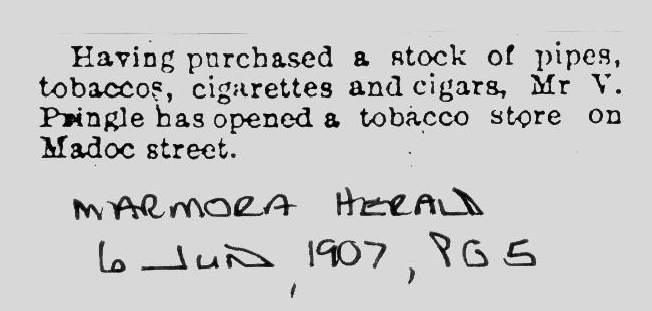 Having purchased a stock of pipes,
tobaccos, cigarettes and cigars, Mr V.
Pringle has opened a tobacco store on
Madoc street.
MARMORA HERALD
6 JUN, 1907, PG 5